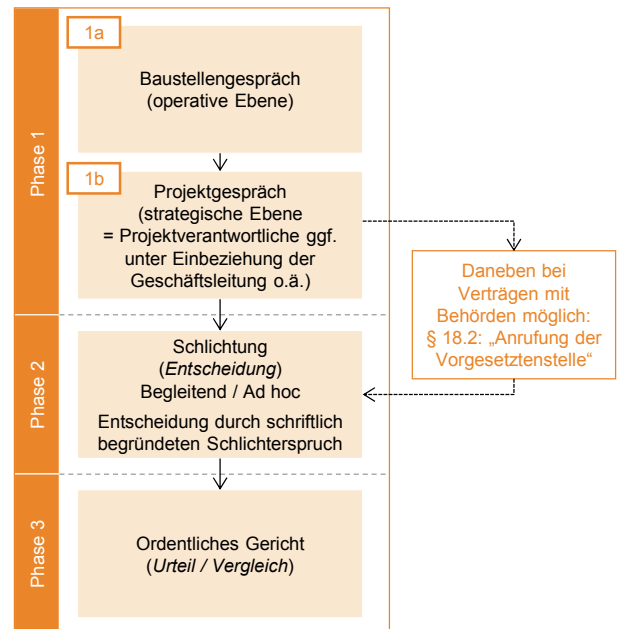 Phase 1
1a
Baustellengespräch
(operative Ebene)
1b
Projektgespräch
(strategische Ebene
= Projektverantwortliche ggf.
unter Einbeziehung der
Geschäftsleitung o.ä.)
Daneben bei
Verträgen mit
Behörden möglich:
§ 18.2: „Anrufung der
Vorgesetztenstelle“
Phase 2
Schlichtung
(Entscheidung)
Begleitend / Ad hoc
Entscheidung durch schriftlich
begründeten Schlichterspruch
Phase 3
Ordentliches Gericht
(Urteil / Vergleich)